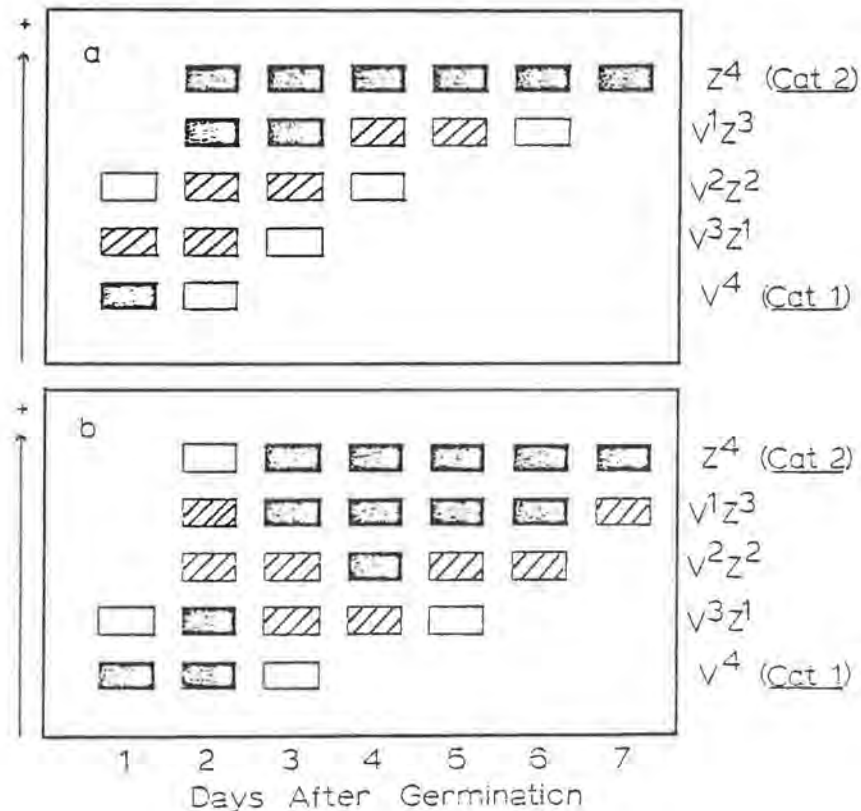 +
a
Z⁴ (Cat 2)
V¹Z³
V²Z²
V³Z¹
V⁴ (Cat 1)
+
b
Z⁴ (Cat 2)
V¹Z³
V²Z²
V³Z¹
V⁴ (Cat 1)
1 2 3 4 5 6 7
Days After Germination